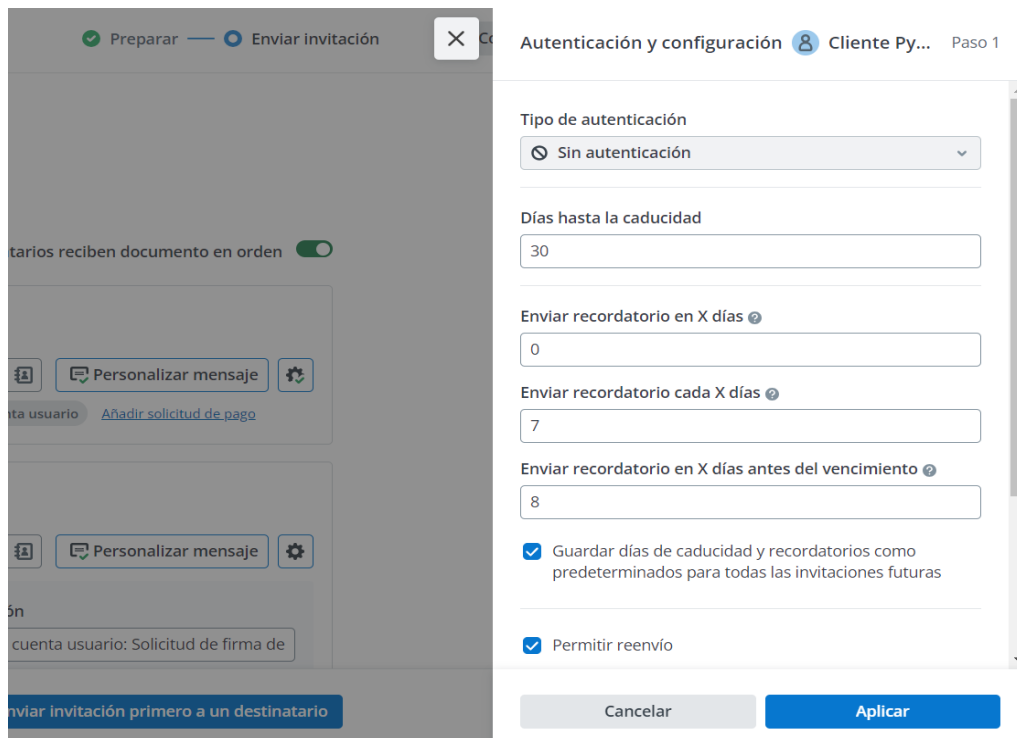 Preparar
Enviar invitación
Autenticación y configuración
Cliente Py...
Paso 1
Tipo de autenticación
Sin autenticación
Días hasta la caducidad
30
Enviar recordatorio en X días
0
Enviar recordatorio cada X días
7
Enviar recordatorio en X días antes del vencimiento
8
Guardar días de caducidad y recordatorios como
predeterminados para todas las invitaciones futuras
Permitir reenvío
Cancelar
Aplicar
tarios reciben documento en orden
Personalizar mensaje
nta usuario
Añadir solicitud de pago
Personalizar mensaje
ón
cuenta usuario: Solicitud de firma de
nviar invitación primero a un destinatario